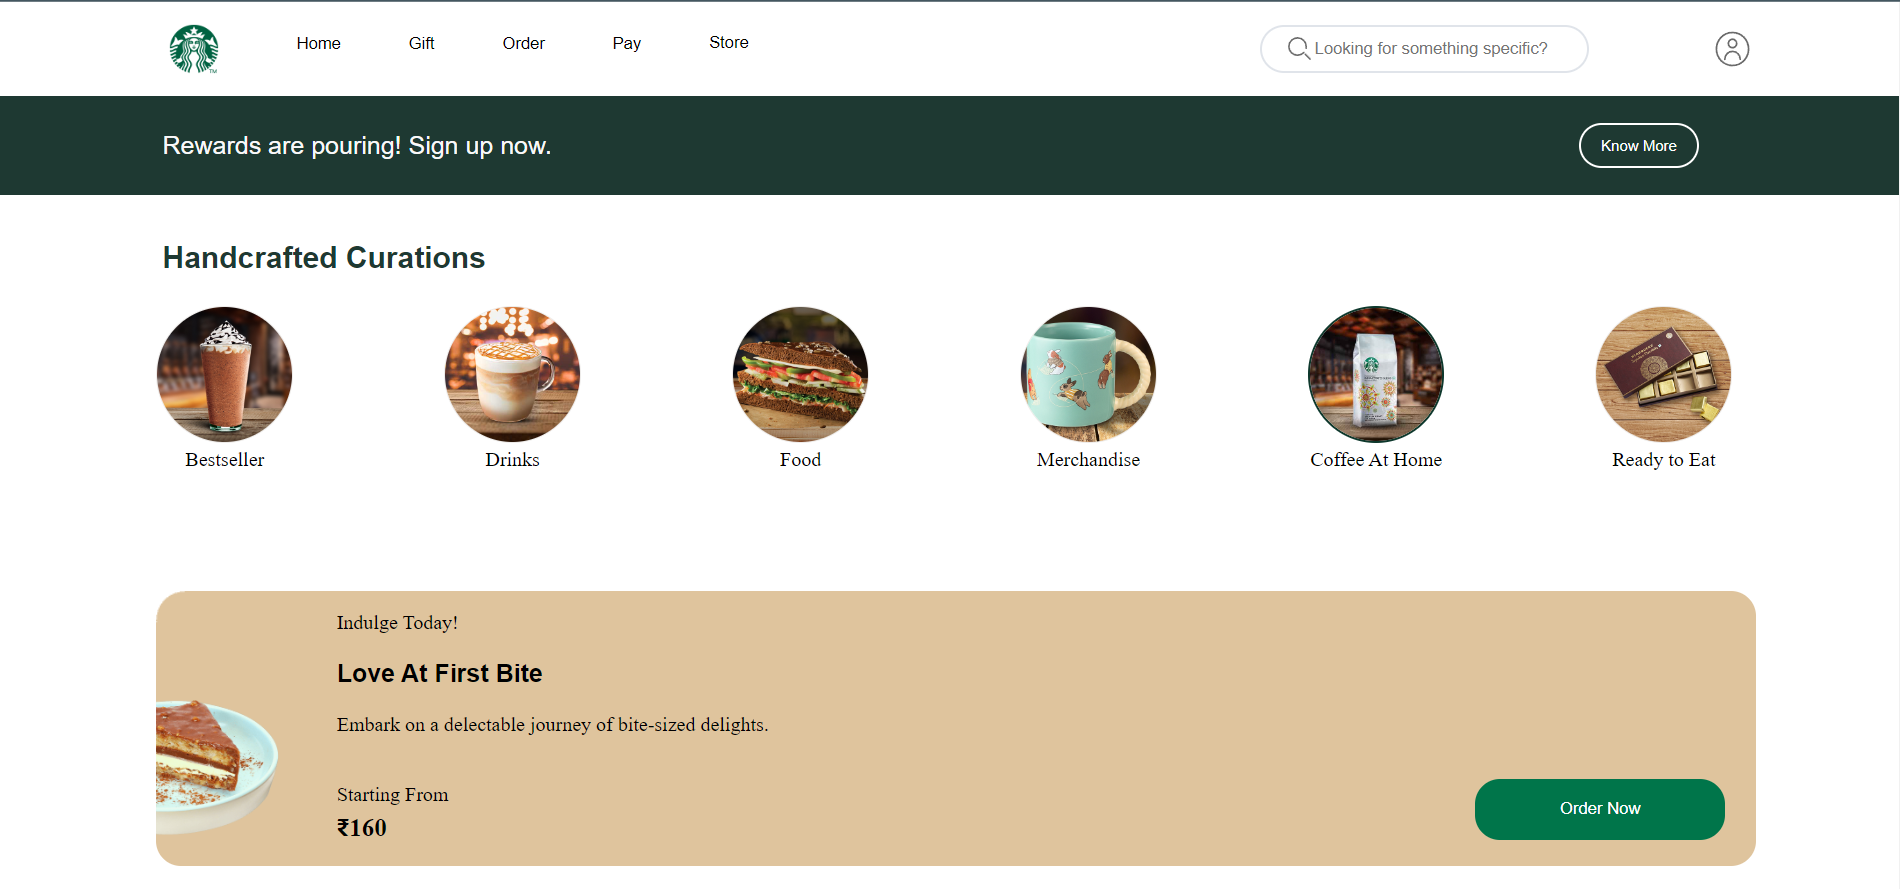 Home Gift Order Pay Store Looking for something specific?
Rewards are pouring! Sign up now. Know More
Handcrafted Curations
Bestseller Drinks Food Merchandise Coffee At Home Ready to Eat
Indulge Today!
Love At First Bite
Embark on a delectable journey of bite-sized delights.
Starting From
₹160
Order Now